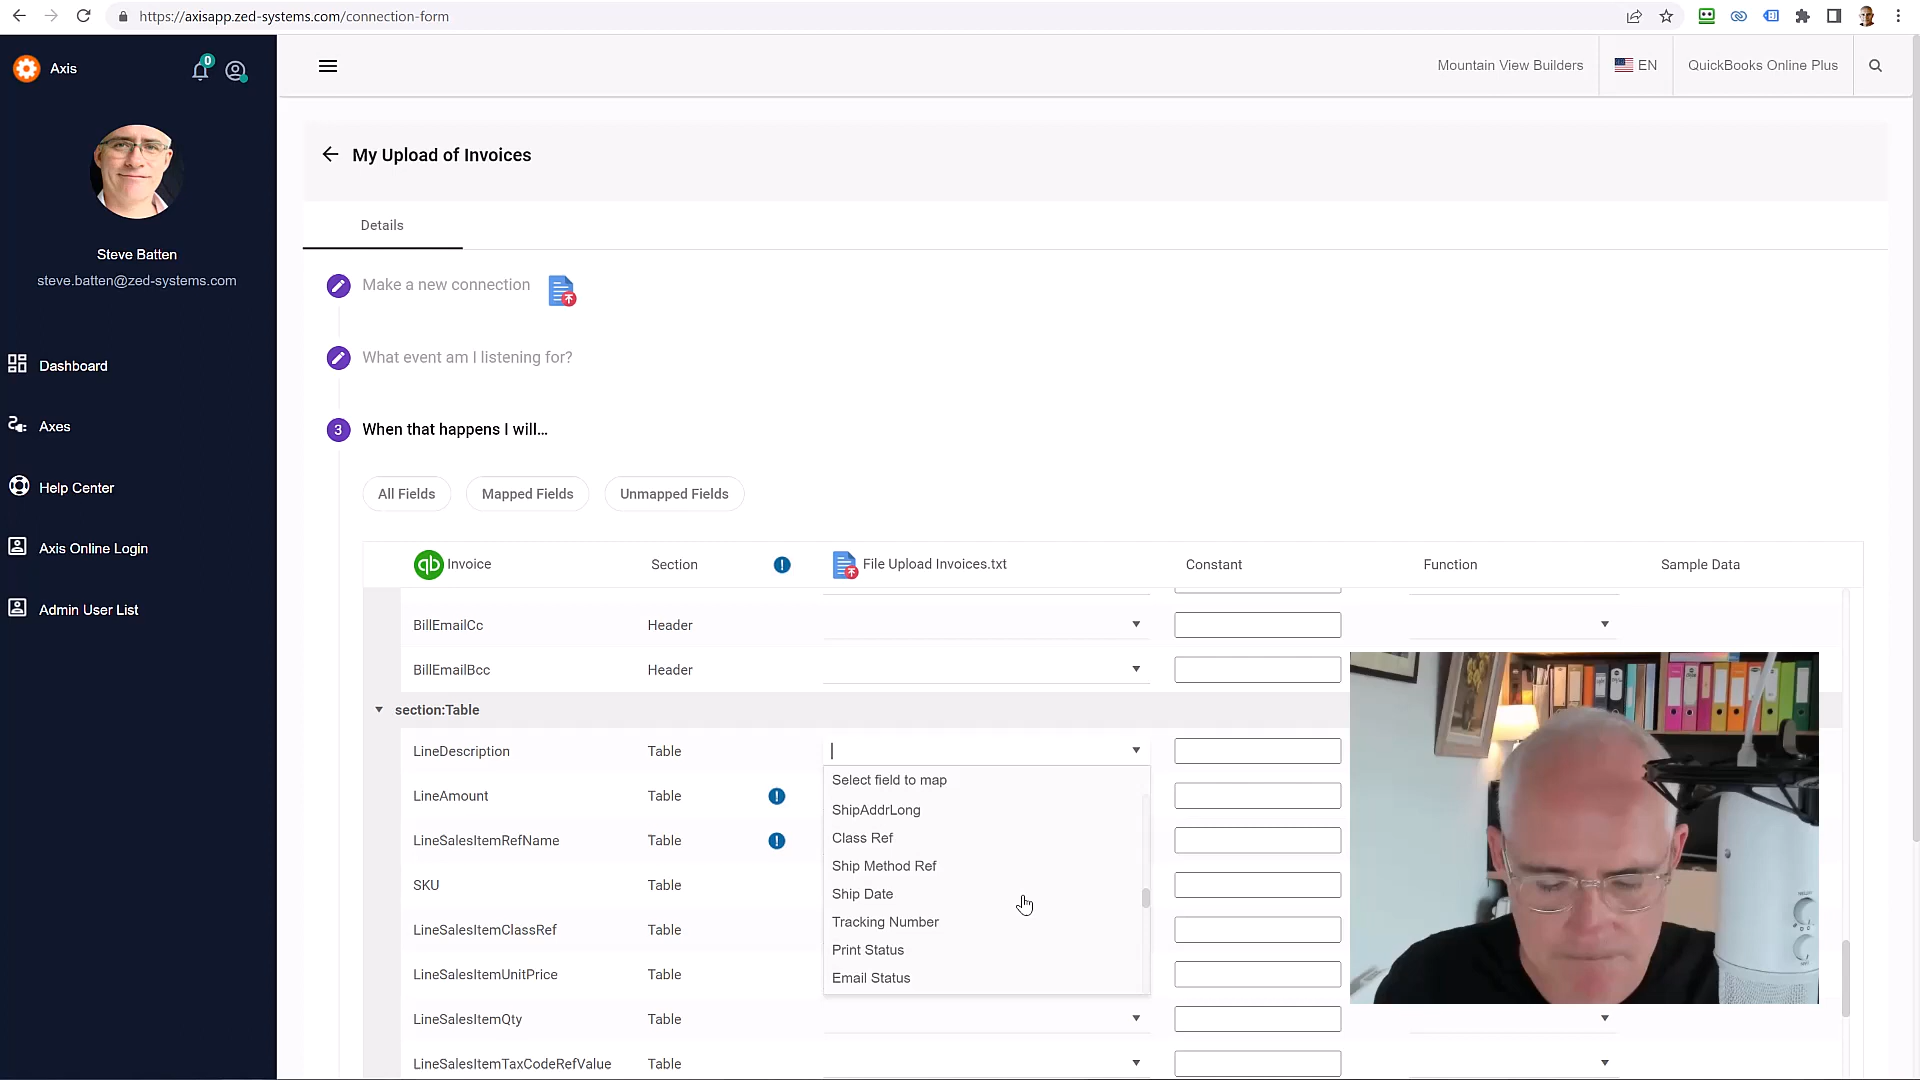 https://axisapp.zed-systems.com/connection-form
Axis
0
Mountain View Builders
EN
QuickBooks Online Plus
Steve Batten
steve.batten@zed-systems.com
Dashboard
Axes
Help Center
Axis Online Login
Admin User List
My Upload of Invoices
Details
Make a new connection
What event am I listening for?
3 When that happens I will...
All Fields Mapped Fields Unmapped Fields
qb Invoice Section ! File Upload Invoices.txt Constant Function Sample Data
BillEmailCc Header
BillEmailBcc Header
section:Table
LineDescription Table
Select field to map
LineAmount Table !
ShipAddrLong
Class Ref
LineSalesItemRefName Table !
Ship Method Ref
SKU Table
Ship Date
Tracking Number
LineSalesItemClassRef Table
Print Status
LineSalesItemUnitPrice Table
Email Status
LineSalesItemQty Table
LineSalesItemTaxCodeRefValue Table